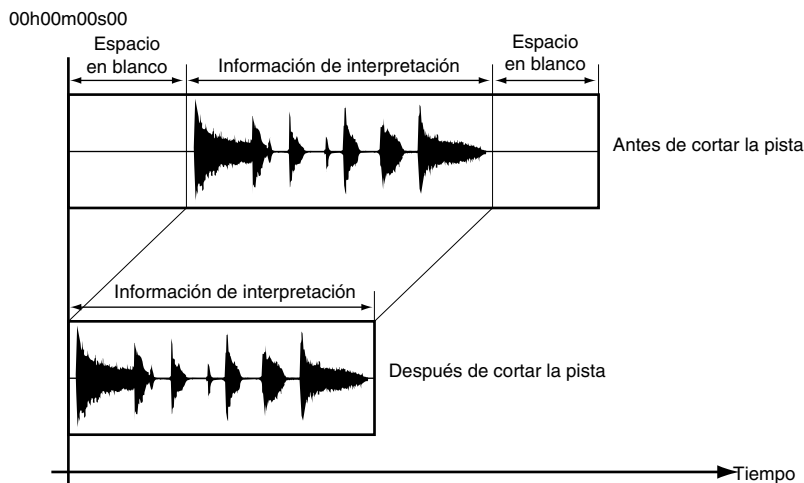 00h00m00s00
Espacio
en blanco
Información de interpretación
Espacio
en blanco
Antes de cortar la pista
Información de interpretación
Después de cortar la pista
Tiempo